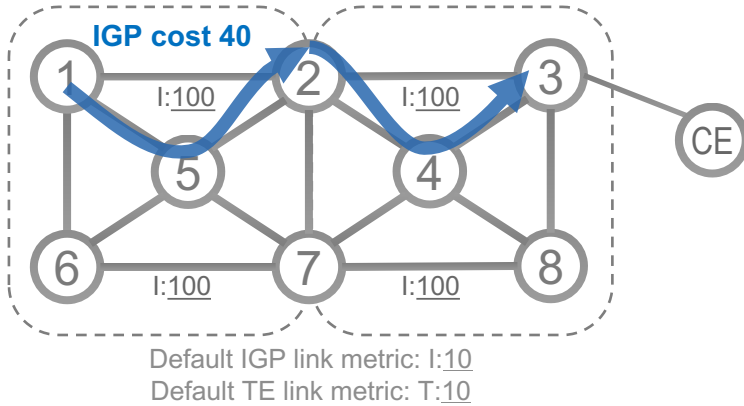 IGP cost 40
1
2
3
I:100
I:100
CE
5
4
6
7
8
I:100
I:100
Default IGP link metric: I:10
Default TE link metric: T:10